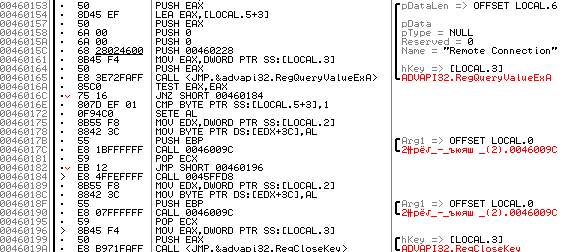 00460153 · 50 PUSH EAX pDataLen => OFFSET LOCAL.6
00460154 · 8D45 EF LEA EAX,[LOCAL.5+3]
00460157 · 50 PUSH EAX pData
00460158 · 6A 00 PUSH 0 pType = NULL
0046015A · 6A 00 PUSH 0 Reserved = 0
0046015C · 68 28024600 PUSH 00460228 Name = "Remote Connection"
00460161 · 8B45 F4 MOV EAX,DWORD PTR SS:[LOCAL.3]
00460164 · 50 PUSH EAX hKey => [LOCAL.3]
00460165 · E8 3E72FAFF CALL <JMP.&advapi32.RegQueryValueExA> ADVAPI32.RegQueryValueExA
0046016A · 85C0 TEST EAX,EAX
0046016C · 75 16 JNZ SHORT 00460184
0046016E · 807D EF 01 CMP BYTE PTR SS:[LOCAL.5+3],1
00460172 · 0F94C0 SETE AL
00460175 · 8B55 F8 MOV EDX,DWORD PTR SS:[LOCAL.2]
00460178 · 8842 3C MOV BYTE PTR DS:[EDX+3C],AL
0046017B · 55 PUSH EBP Arg1 => OFFSET LOCAL.0
0046017C · E8 1BFFFFFF CALL 0046009C .0046009C
00460181 · 59 POP ECX
00460182 · EB 12 JMP SHORT 00460196
00460184 > E8 4FFEFFFF CALL 0045FFD8
00460189 · 8B55 F8 MOV EDX,DWORD PTR SS:[LOCAL.2]
0046018C · 8842 3C MOV BYTE PTR DS:[EDX+3C],AL
0046018F · 55 PUSH EBP Arg1 => OFFSET LOCAL.0
00460190 · E8 07FFFFFF CALL 0046009C .0046009C
00460195 · 59 POP ECX
00460196 > 8B45 F4 MOV EAX,DWORD PTR SS:[LOCAL.3]
00460199 · 50 PUSH EAX hKey => [LOCAL.3]
0046019A · E8 B971FAFF CALL <JMP.&advapi32.RegCloseKey> ADVAPI32.RegCloseKey